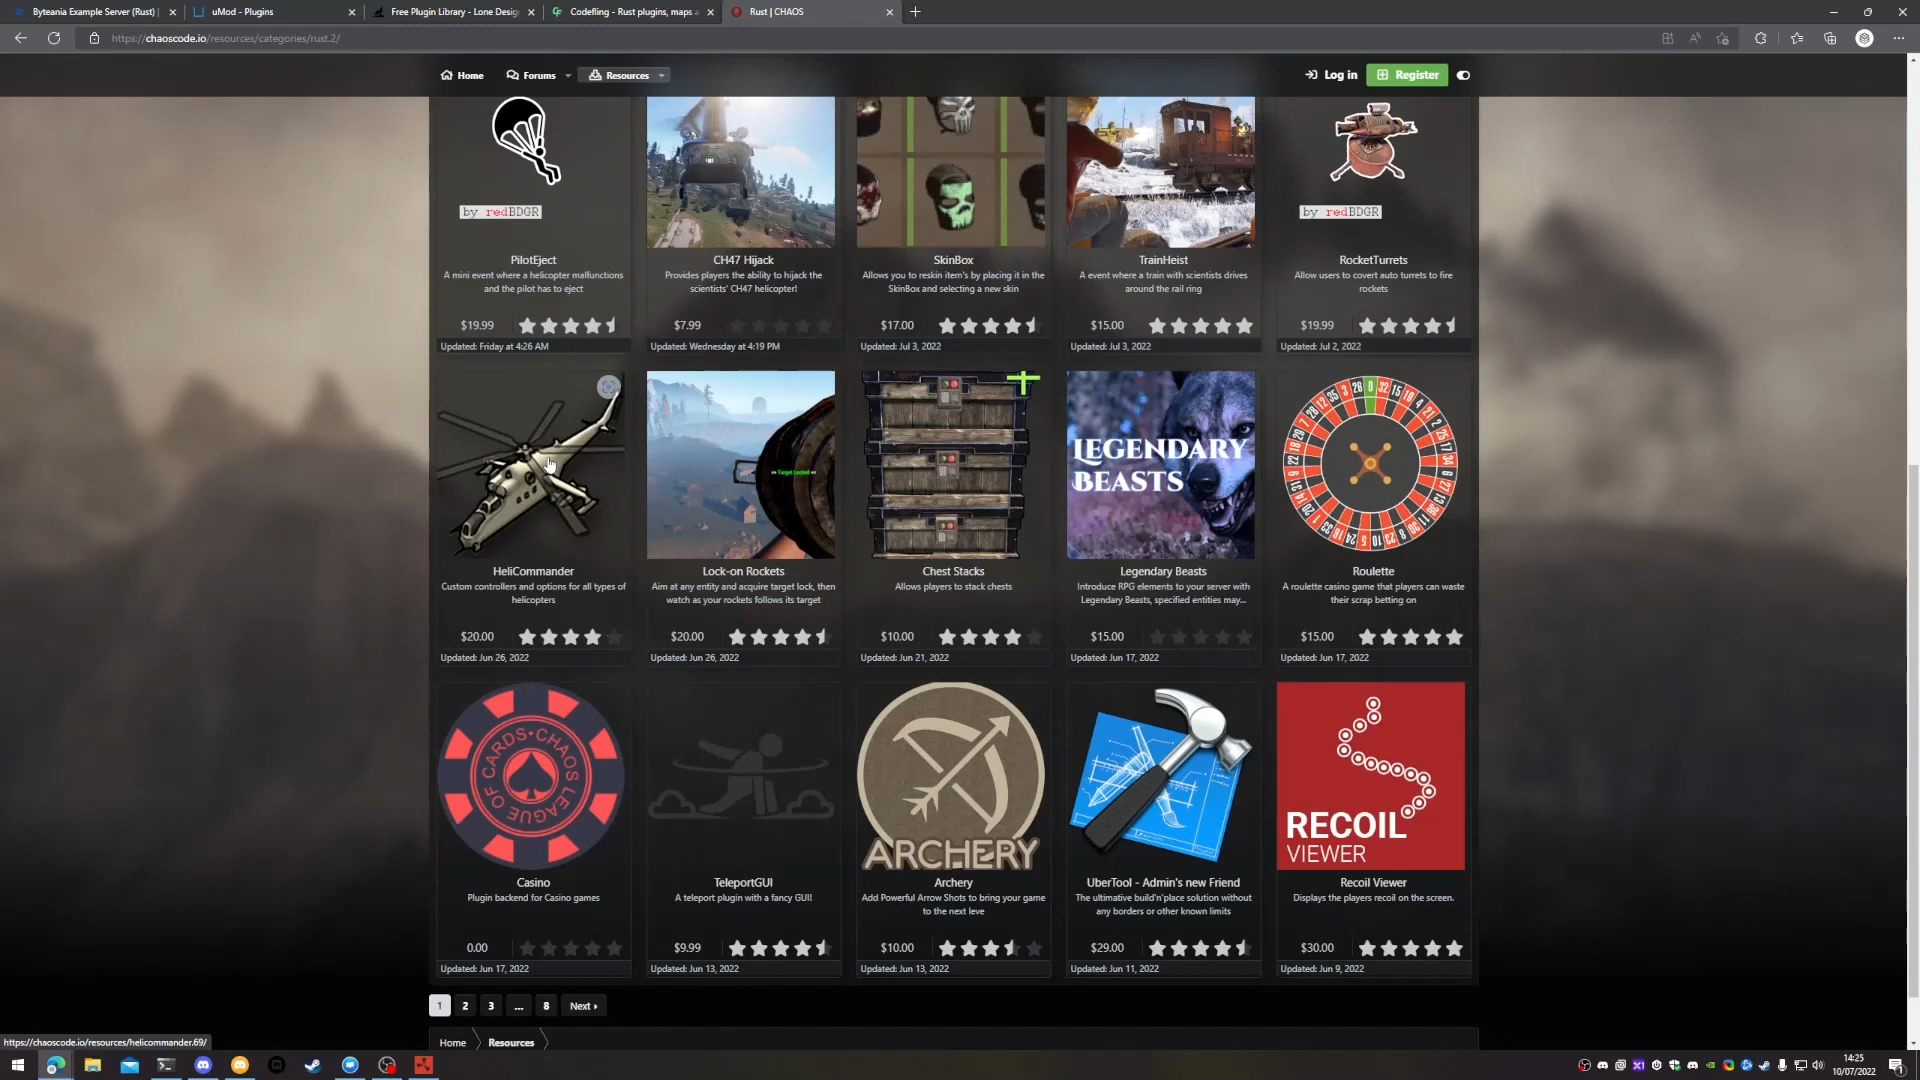 Byteania Example Server (Rust) |
uMod - Plugins
Free Plugin Library - Lone Desig
Codefling - Rust plugins, maps a
Rust | CHAOS
https://chaoscode.io/resources/categories/rust.2/
Home
Forums
Resources
Log in
Register
by redBDGR
by redBDGR
PilotEject
A mini event where a helicopter malfunctions
and the pilot has to eject
$19.99
Updated: Friday at 4:26 AM
CH47 Hijack
Provides players the ability to hijack the
scientists' CH47 helicopter!
$7.99
Updated: Wednesday at 4:19 PM
SkinBox
Allows you to reskin item's by placing it in the
SkinBox and selecting a new skin
$17.00
Updated: Jul 3, 2022
TrainHeist
A event where a train with scientists drives
around the rail ring
$15.00
Updated: Jul 3, 2022
RocketTurrets
Allow users to covert auto turrets to fire
rockets
$19.99
Updated: Jul 2, 2022
HeliCommander
Custom controllers and options for all types of
helicopters
$20.00
Updated: Jun 26, 2022
Target Locked
Lock-on Rockets
Aim at any entity and acquire target lock, then
watch as your rockets follows its target
$20.00
Updated: Jun 26, 2022
Chest Stacks
Allows players to stack chests
$10.00
Updated: Jun 21, 2022
LEGENDARY
BEASTS
Legendary Beasts
Introduce RPG elements to your server with
Legendary Beasts, specified entities may...
$15.00
Updated: Jun 17, 2022
Roulette
A roulette casino game that players can waste
their scrap betting on
$15.00
Updated: Jun 17, 2022
CARDS•CHAOS LEAGUE OF
Casino
Plugin backend for Casino games
0.00
Updated: Jun 17, 2022
TeleportGUI
A teleport plugin with a fancy GUI!
$9.99
Updated: Jun 13, 2022
ARCHERY
Archery
Add Powerful Arrow Shots to bring your game
to the next leve
$10.00
Updated: Jun 13, 2022
UberTool - Admin's new Friend
The ultimative build'n'place solution without
any borders or other known limits
$29.00
Updated: Jun 11, 2022
RECOIL
VIEWER
Recoil Viewer
Displays the players recoil on the screen.
$30.00
Updated: Jun 9, 2022
1 2 3 ... 8 Next
Home
Resources
https://chaoscode.io/resources/helicommander.69/
14:25
10/07/2022